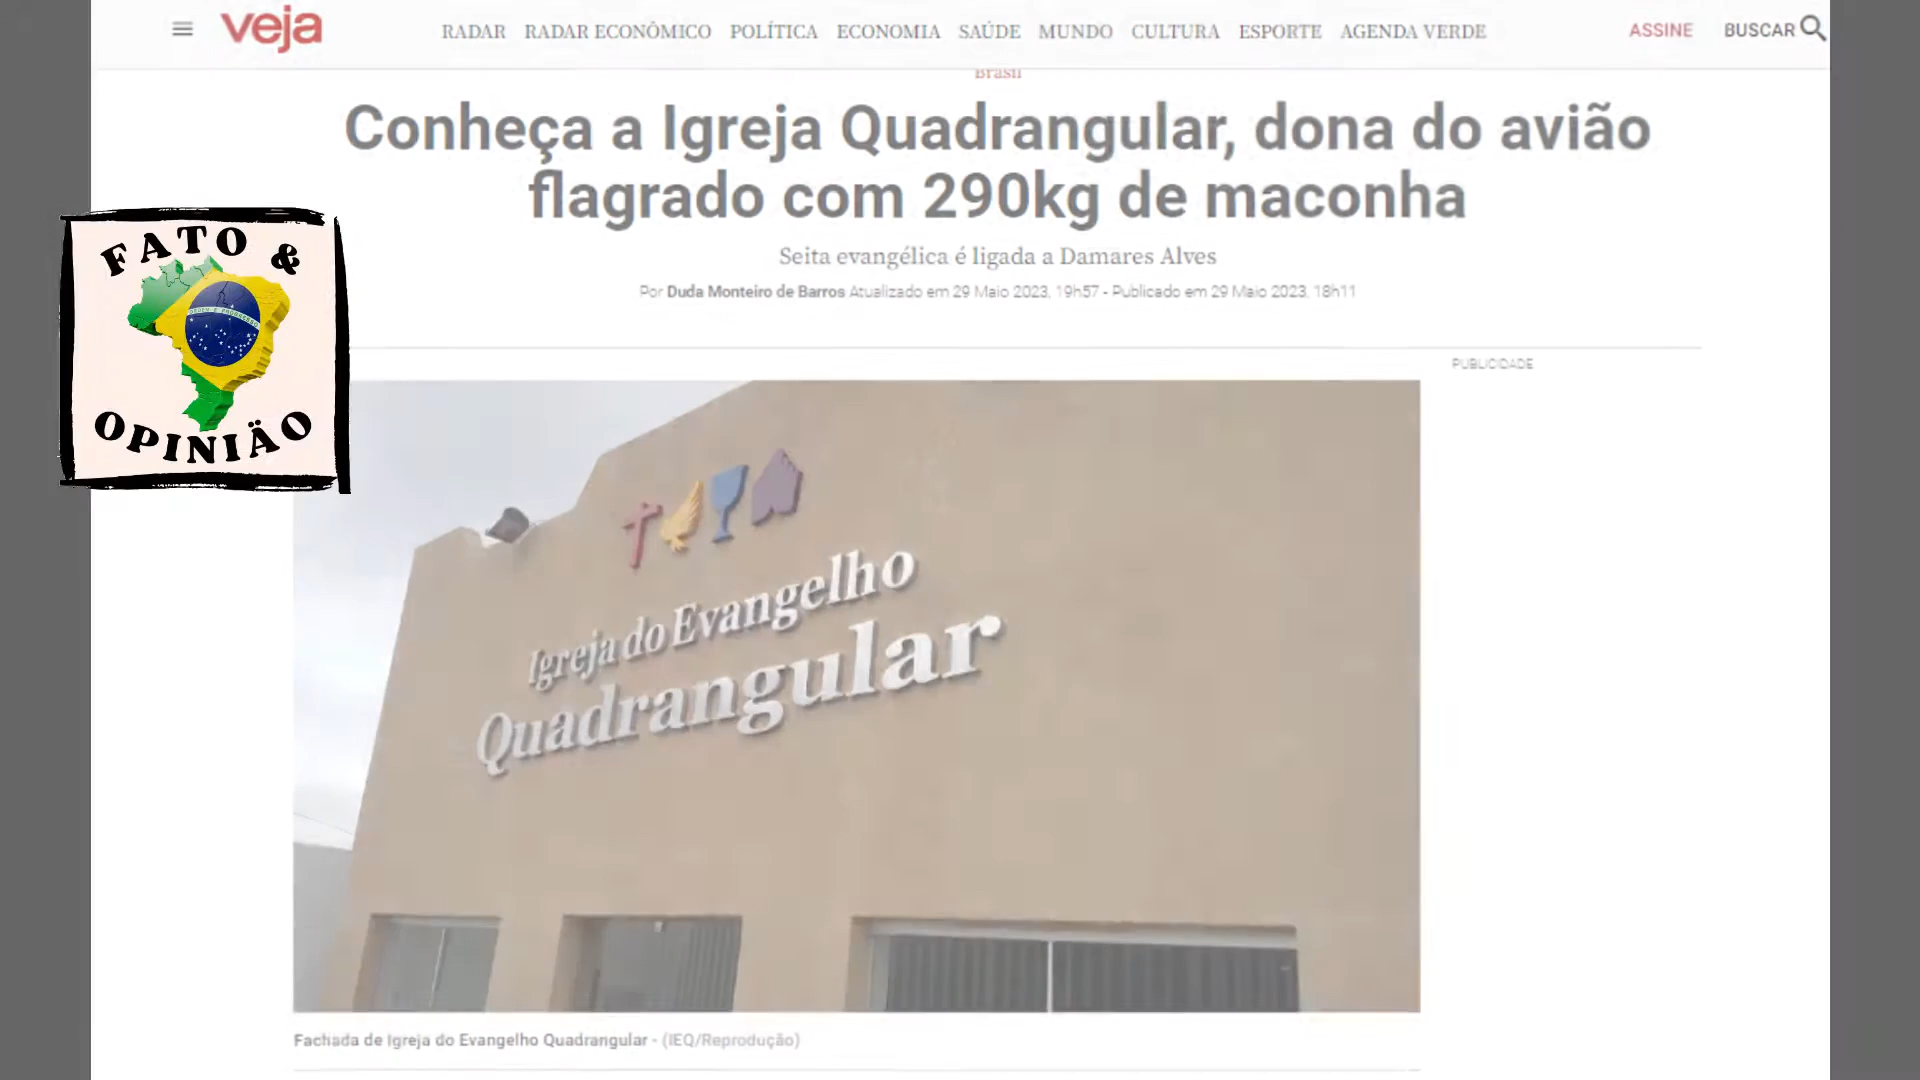 veja
RADAR RADAR ECONÔMICO POLÍTICA ECONOMIA SAÚDE MUNDO CULTURA ESPORTE AGENDA VERDE
ASSINE BUSCAR
Brasil
Conheça a Igreja Quadrangular, dona do avião
flagrado com 290kg de maconha
Seita evangélica é ligada a Damares Alves
Por Duda Monteiro de Barros Atualizado em 29 Maio 2023, 19h57 - Publicado em 29 Maio 2023, 18h11
FATO &
OPINIÃO
PUBLICIDADE
Igreja do Evangelho
Quadrangular
Fachada de Igreja do Evangelho Quadrangular - (IEQ/Reprodução)